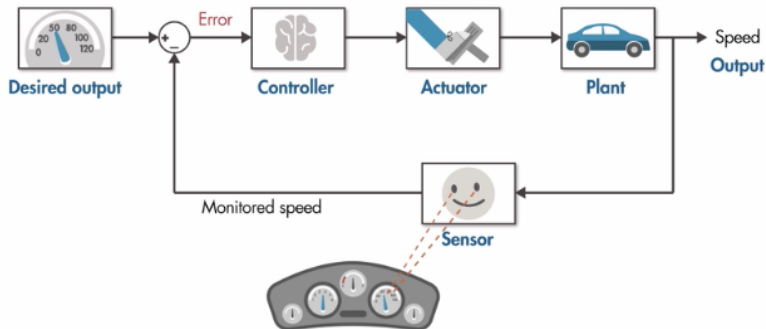 50 80
20 100
0 120
Desired output
+
−
Error
Controller
Actuator
Plant
Speed
Output
Monitored speed
Sensor